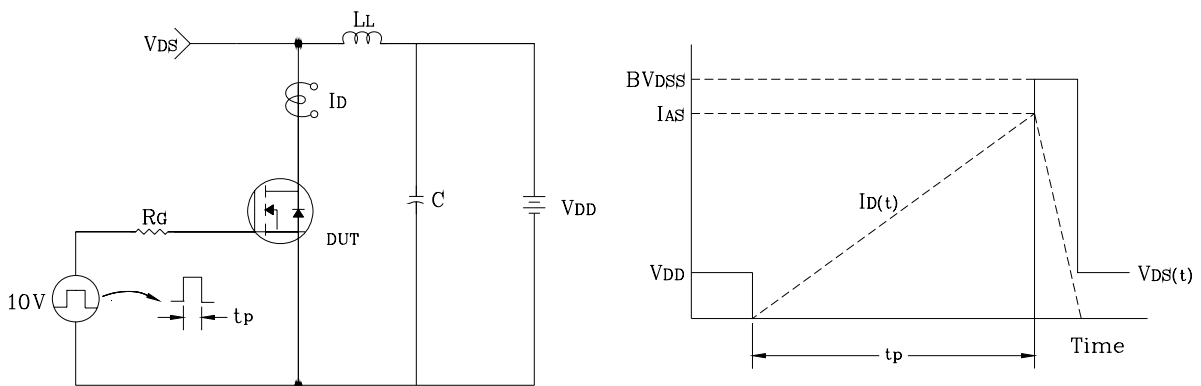 LL
VDS
ID
RG
DUT
C
VDD
10V
tp
BVDSS
IAS
ID(t)
VDD
VDS(t)
tp
Time